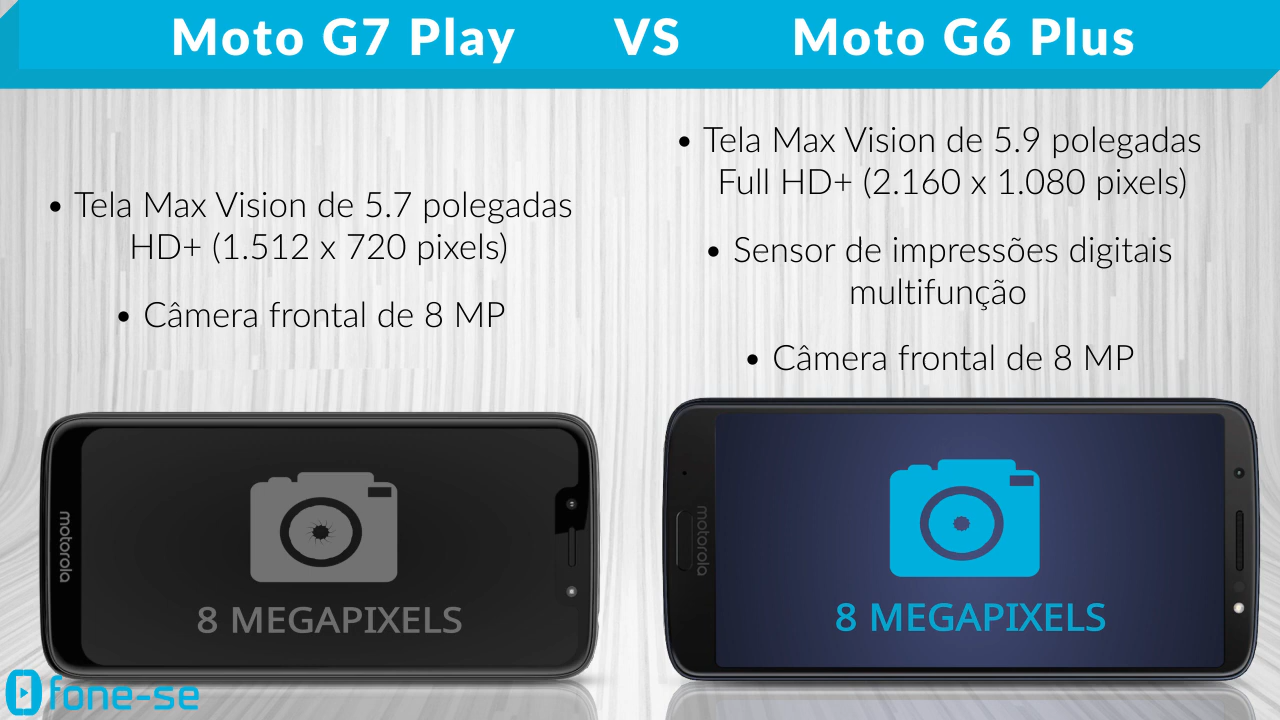 Moto G7 Play VS Moto G6 Plus
• Tela Max Vision de 5.7 polegadas
HD+ (1.512 x 720 pixels)
• Câmera frontal de 8 MP
• Tela Max Vision de 5.9 polegadas
Full HD+ (2.160 x 1.080 pixels)
• Sensor de impressões digitais
multifunção
• Câmera frontal de 8 MP
motorola
8 MEGAPIXELS
motorola
8 MEGAPIXELS
fone-se